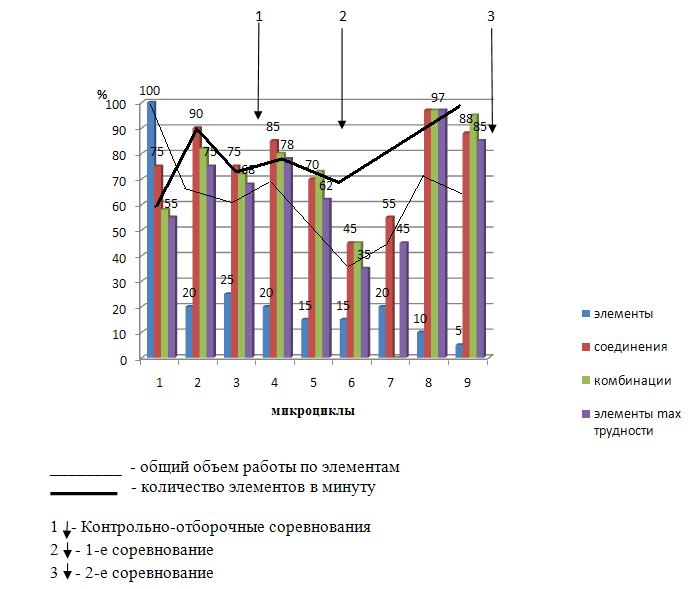 1 2 3
%
100
90
80
70
60
50
40
30
20
10
0
100 75 55
20 90 75
25 75 68
20 85 78
15 70 62
15 45 35
20 55 45
10 97
5 88 85
1 2 3 4 5 6 7 8 9
микроциклы
элементы
соединения
комбинации
элементы max
трудности
________ - общий объем работы по элементам
- количество элементов в минуту
1 - Контрольно-отборочные соревнования
2 - 1-е соревнование
3 - 2-е соревнование